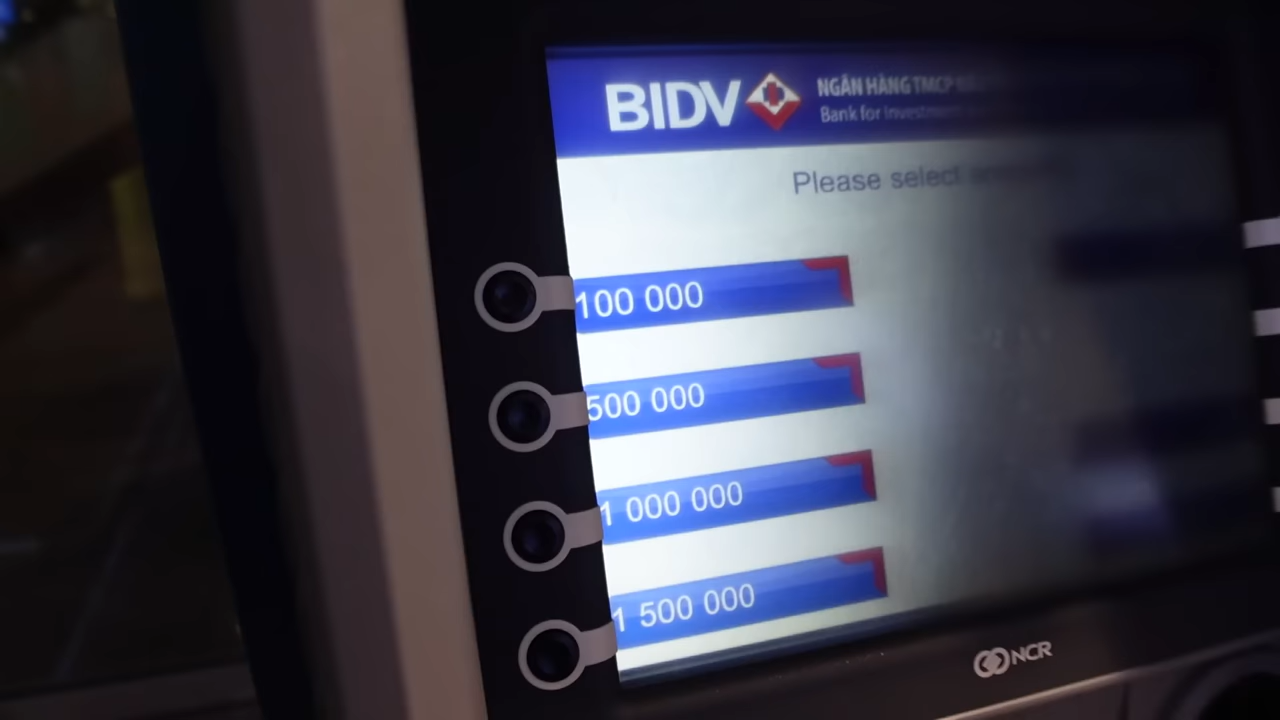 BIDV
NGÂN HÀNG TMCP
Bank for Investment
Please select
100 000
500 000
1 000 000
1 500 000
NCR